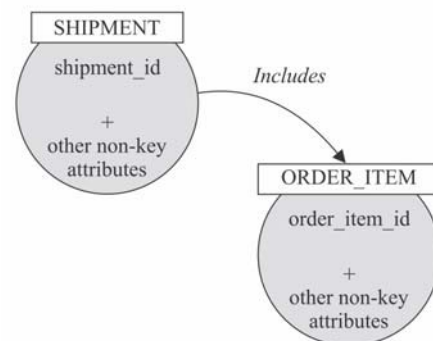 SHIPMENT
shipment_id
+
other non-key
attributes
Includes
ORDER_ITEM
order_item_id
+
other non-key
attributes